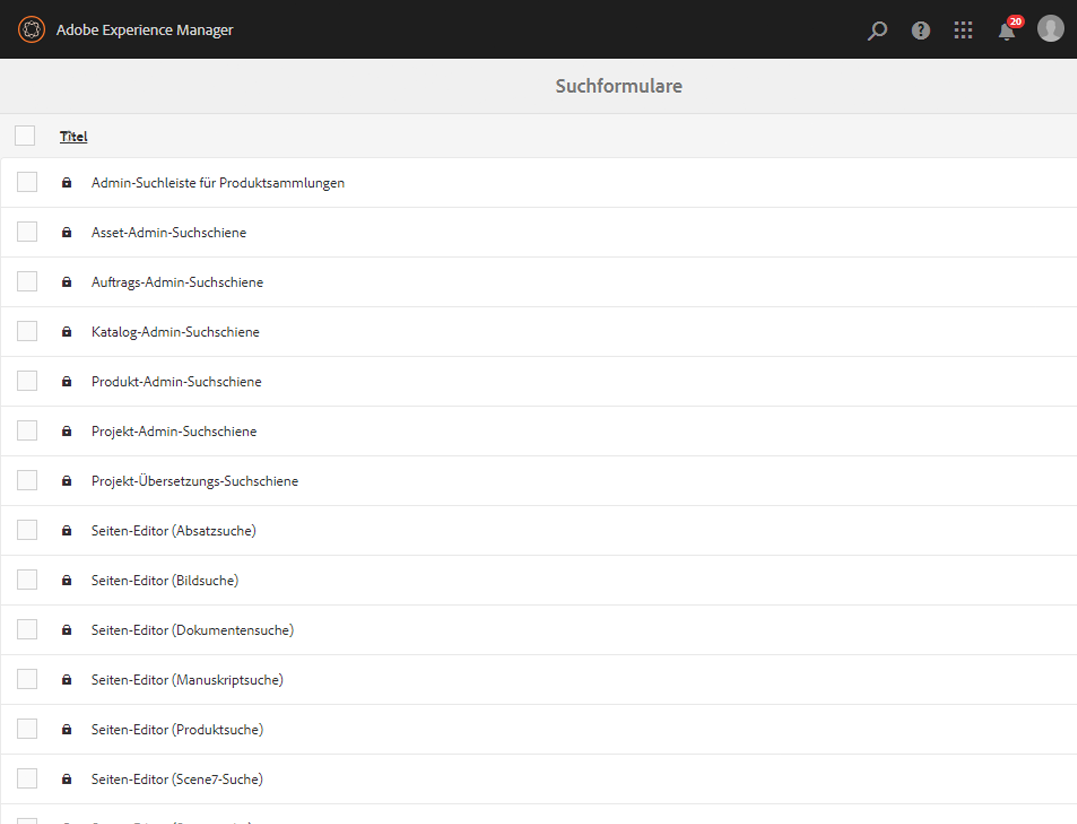 Adobe Experience Manager
20
Suchformulare
Titel
Admin-Suchleiste für Produktsammlungen
Asset-Admin-Suchschiene
Auftrags-Admin-Suchschiene
Katalog-Admin-Suchschiene
Produkt-Admin-Suchschiene
Projekt-Admin-Suchschiene
Projekt-Übersetzungs-Suchschiene
Seiten-Editor (Absatzsuche)
Seiten-Editor (Bildsuche)
Seiten-Editor (Dokumentensuche)
Seiten-Editor (Manuskriptsuche)
Seiten-Editor (Produktsuche)
Seiten-Editor (Scene7-Suche)